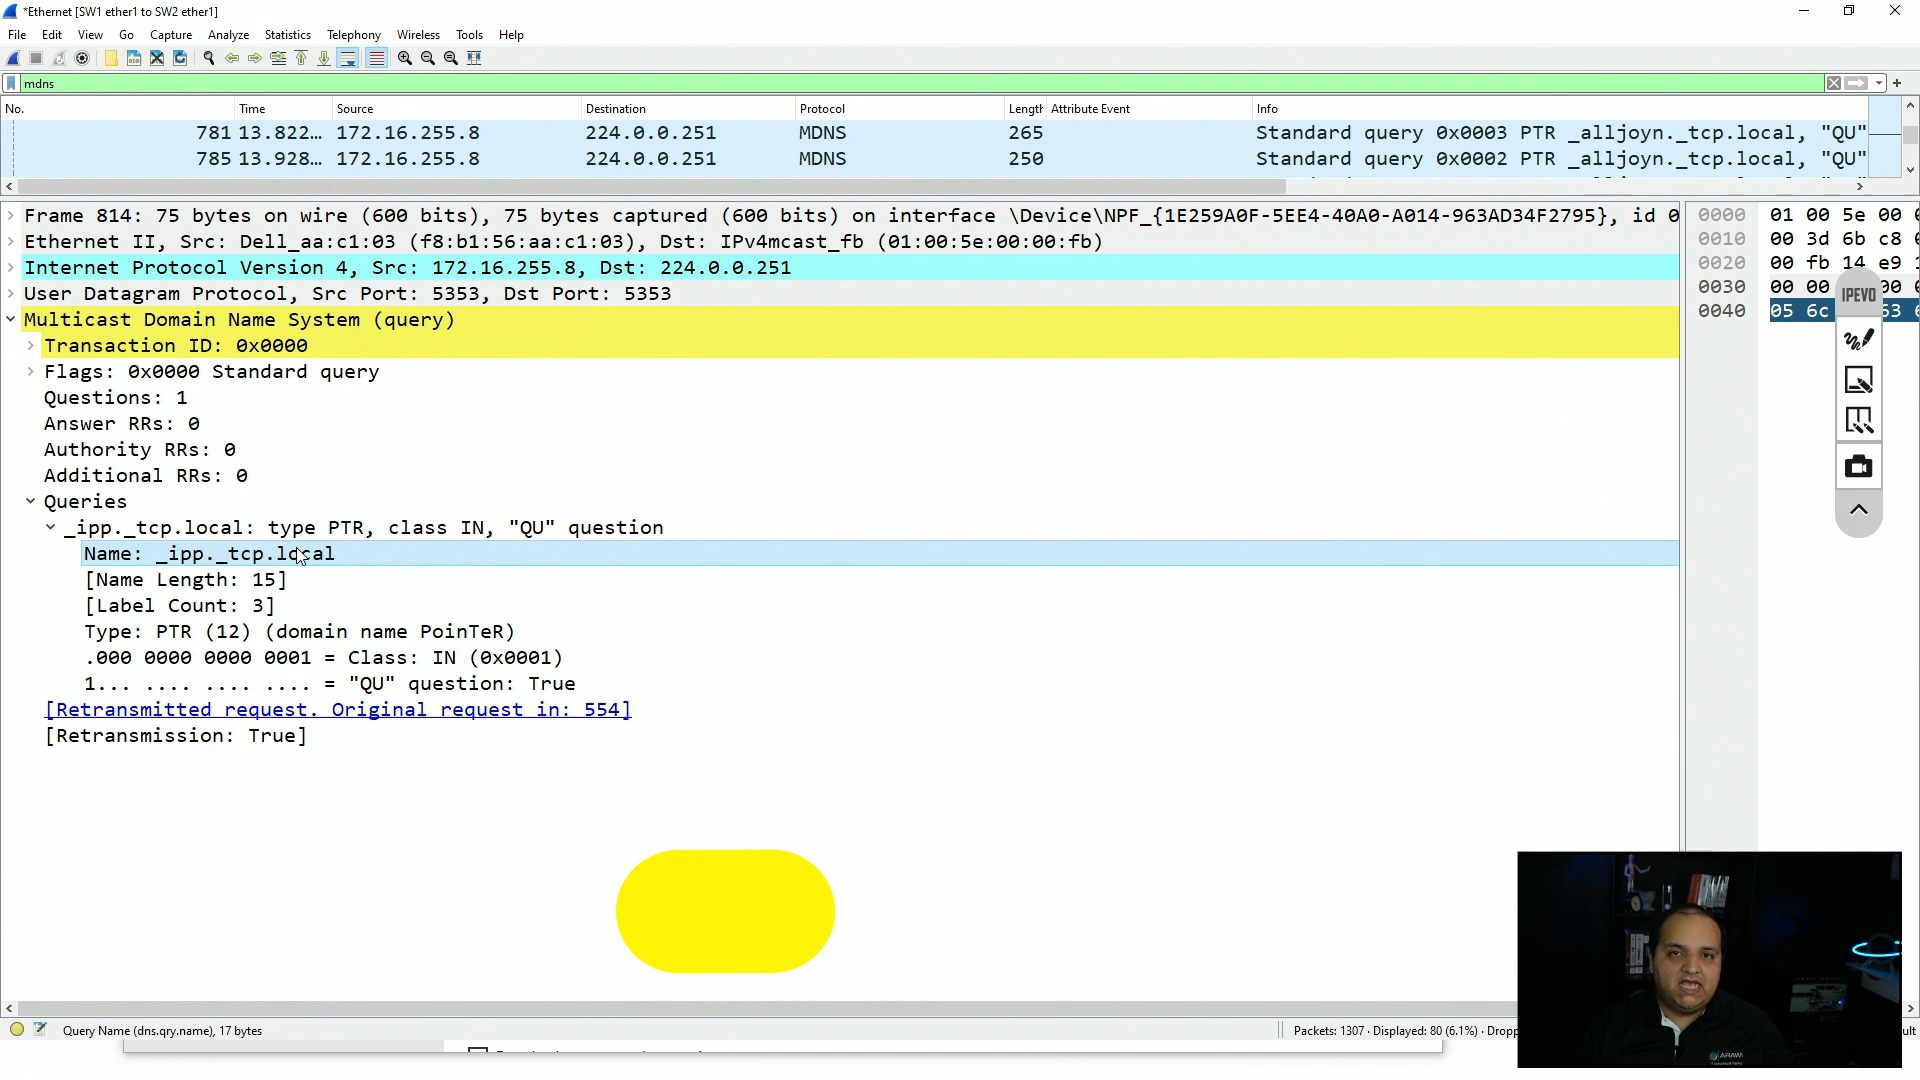 *Ethernet [SW1 ether1 to SW2 ether1]
File Edit View Go Capture Analyze Statistics Telephony Wireless Tools Help
mdns
No. Time Source Destination Protocol Length Attribute Event Info
781 13.822… 172.16.255.8 224.0.0.251 MDNS 265 Standard query 0x0003 PTR _alljoyn._tcp.local, "QU"
785 13.928… 172.16.255.8 224.0.0.251 MDNS 250 Standard query 0x0002 PTR _alljoyn._tcp.local, "QU"
Frame 814: 75 bytes on wire (600 bits), 75 bytes captured (600 bits) on interface \Device\NPF_{1E259A0F-5EE4-40A0-A014-963AD34F2795}, id 0
Ethernet II, Src: Dell_aa:c1:03 (f8:b1:56:aa:c1:03), Dst: IPv4mcast_fb (01:00:5e:00:00:fb)
Internet Protocol Version 4, Src: 172.16.255.8, Dst: 224.0.0.251
User Datagram Protocol, Src Port: 5353, Dst Port: 5353
Multicast Domain Name System (query)
Transaction ID: 0x0000
Flags: 0x0000 Standard query
Questions: 1
Answer RRs: 0
Authority RRs: 0
Additional RRs: 0
Queries
_ipp._tcp.local: type PTR, class IN, "QU" question
Name: _ipp._tcp.local
[Name Length: 15]
[Label Count: 3]
Type: PTR (12) (domain name PoinTeR)
.000 0000 0000 0001 = Class: IN (0x0001)
1... .... .... .... = "QU" question: True
[Retransmitted request. Original request in: 554]
[Retransmission: True]
0000 01 00 5e 00
0010 00 3d 6b c8
0020 00 fb 14 e9
0030 00 00 00
0040 05 6c 63
IPEVO
Query Name (dns.qry.name), 17 bytes
Packets: 1307 · Displayed: 80 (6.1%) · Dropp
ult
ARAWI